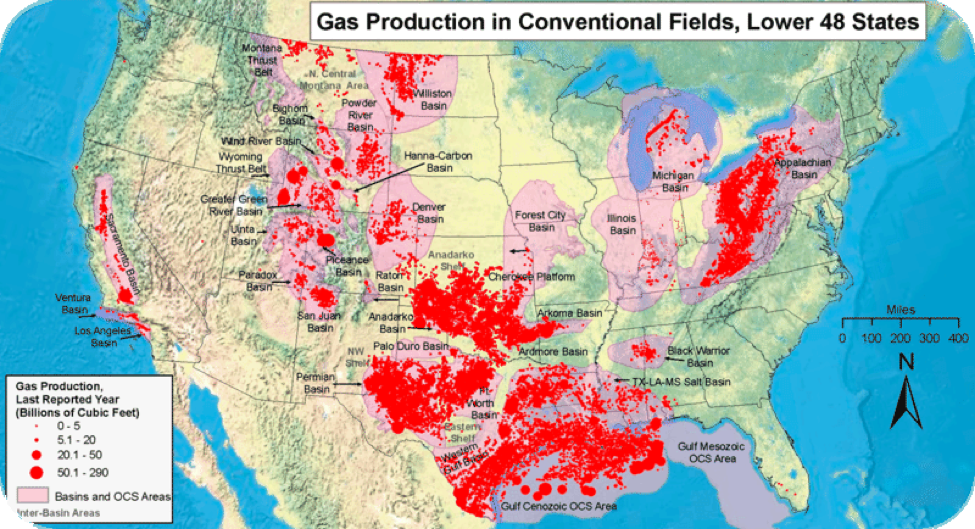 Gas Production in Conventional Fields, Lower 48 States
Montana
Thrust
Belt
N. Central
Montana Area
Williston
Basin
Bighorn
Basin
Powder
River
Basin
Wind River Basin
Wyoming
Thrust Belt
Hanna-Carbon
Basin
Greater Green
River Basin
Uinta
Basin
Piceance
Basin
Denver
Basin
Anadarko
Shelf
Forest City
Basin
Illinois
Basin
Michigan
Basin
Appalachian
Basin
Sacramento Basin
Paradox
Basin
San Juan
Basin
Raton
Basin
Cherokee Platform
Ventura
Basin
Los Angeles
Basin
Anadarko
Basin
Arkoma Basin
Palo Duro Basin
Ardmore Basin
NW
Shelf
Permian
Basin
Ft.
Worth
Basin
Black Warrior
Basin
TX-LA-MS Salt Basin
Eastern
Shelf
Western
Gulf Basin
Gulf Mesozoic
OCS Area
Gulf Cenozoic OCS Area
Miles
0 100 200 300 400
N
Gas Production,
Last Reported Year
(Billions of Cubic Feet)
0 - 5
5.1 - 20
20.1 - 50
50.1 - 290
Basins and OCS Areas
Inter-Basin Areas